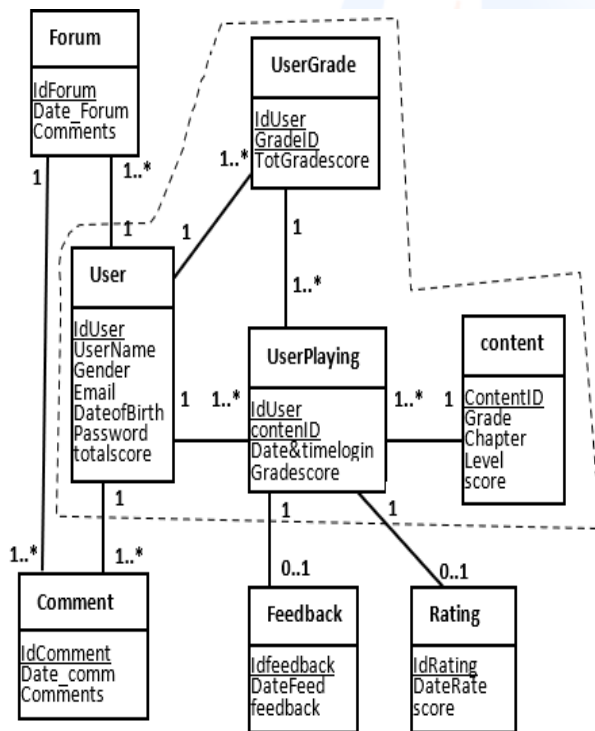 Forum
IdForum
Date_Forum
Comments
UserGrade
IdUser
GradeID
TotGradescore
1
1..*
1..*
1
1
1
1..*
User
IdUser
UserName
Gender
Email
DateofBirth
Password
totalscore
1
1..*
UserPlaying
IdUser
contenID
Date&timelogin
Gradescore
1..*
1
content
ContentID
Grade
Chapter
Level
score
1
1
1
1..*
1..*
0..1
0..1
Comment
IdComment
Date_comm
Comments
Feedback
Idfeedback
DateFeed
feedback
Rating
IdRating
DateRate
score